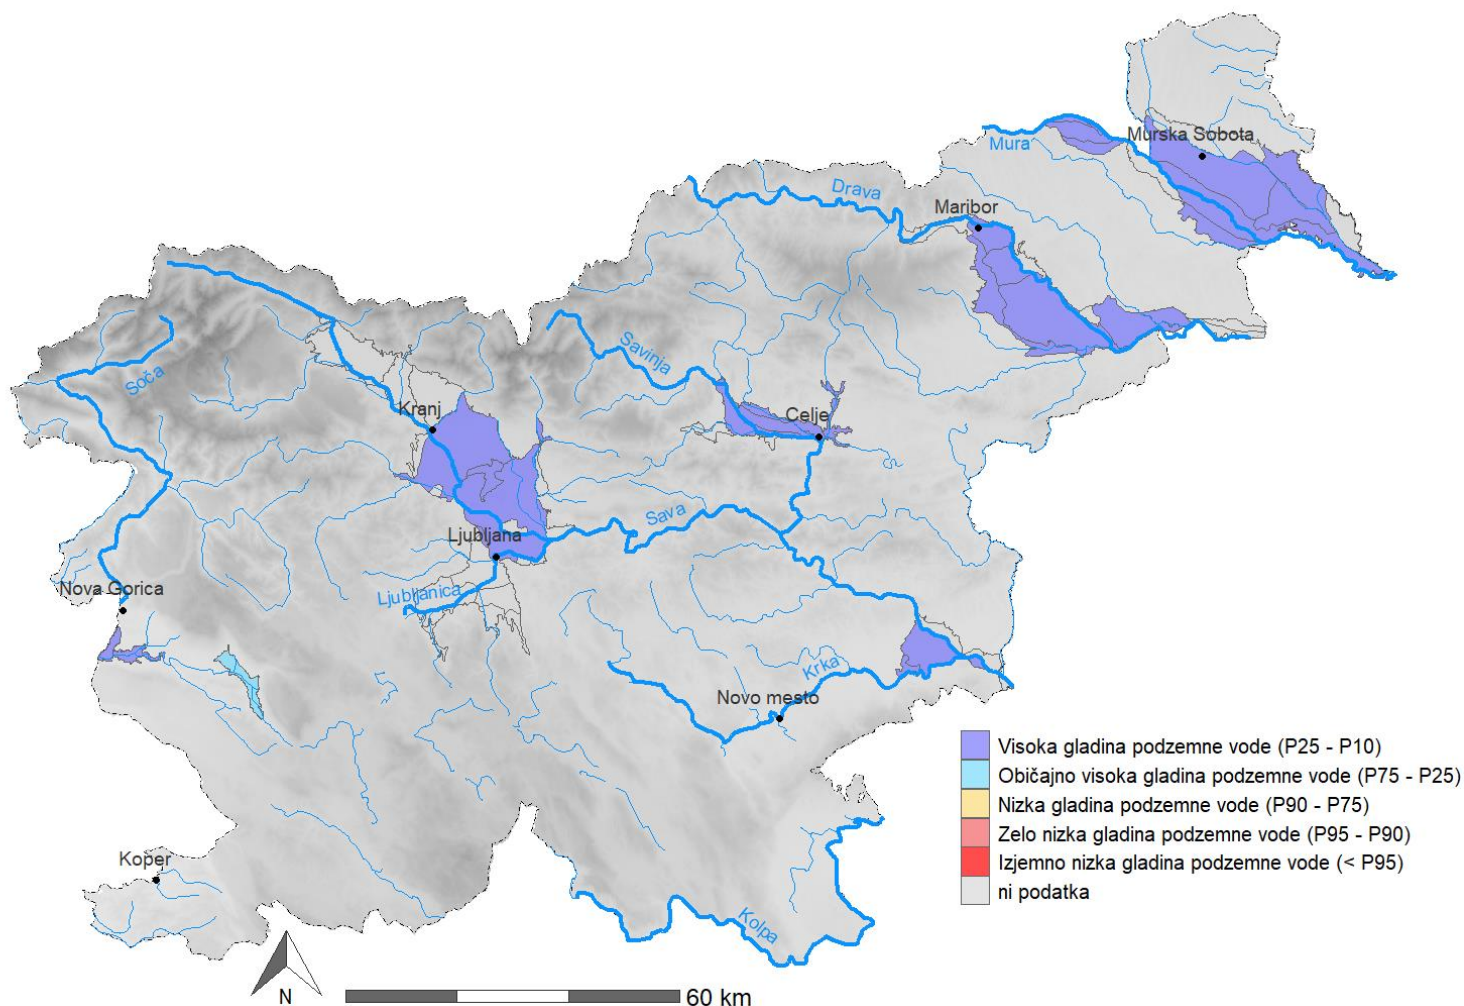 Murska Sobota
Mura
Drava
Maribor
Savinja
Soča
Kranj
Celje
Sava
Ljubljana
Nova Gorica
Ljubljanica
Krka
Novo mesto
Visoka gladina podzemne vode (P25 - P10)
Običajno visoka gladina podzemne vode (P75 - P25)
Nizka gladina podzemne vode (P90 - P75)
Zelo nizka gladina podzemne vode (P95 - P90)
Izjemno nizka gladina podzemne vode (< P95)
ni podatka
Koper
Kolpa
N
60 km